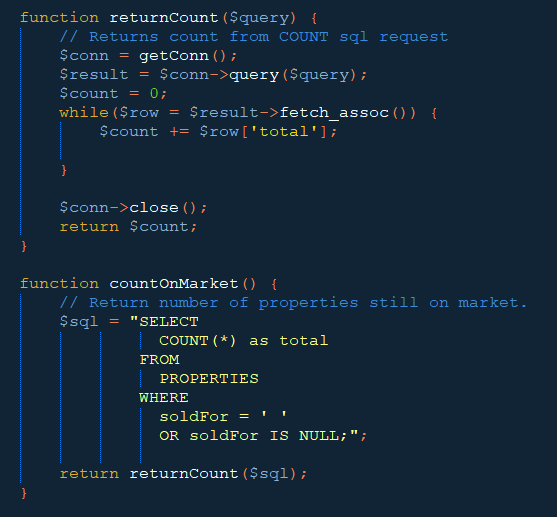 function returnCount($query) {
    // Returns count from COUNT sql request
    $conn = getConn();
    $result = $conn->query($query);
    $count = 0;
    while($row = $result->fetch_assoc()) {
        $count += $row['total'];
    }
    $conn->close();
    return $count;
}
function countOnMarket() {
    // Return number of properties still on market.
    $sql = "SELECT
              COUNT(*) as total
            FROM
              PROPERTIES
            WHERE
              soldFor = ' '
              OR soldFor IS NULL;";
    return returnCount($sql);
}